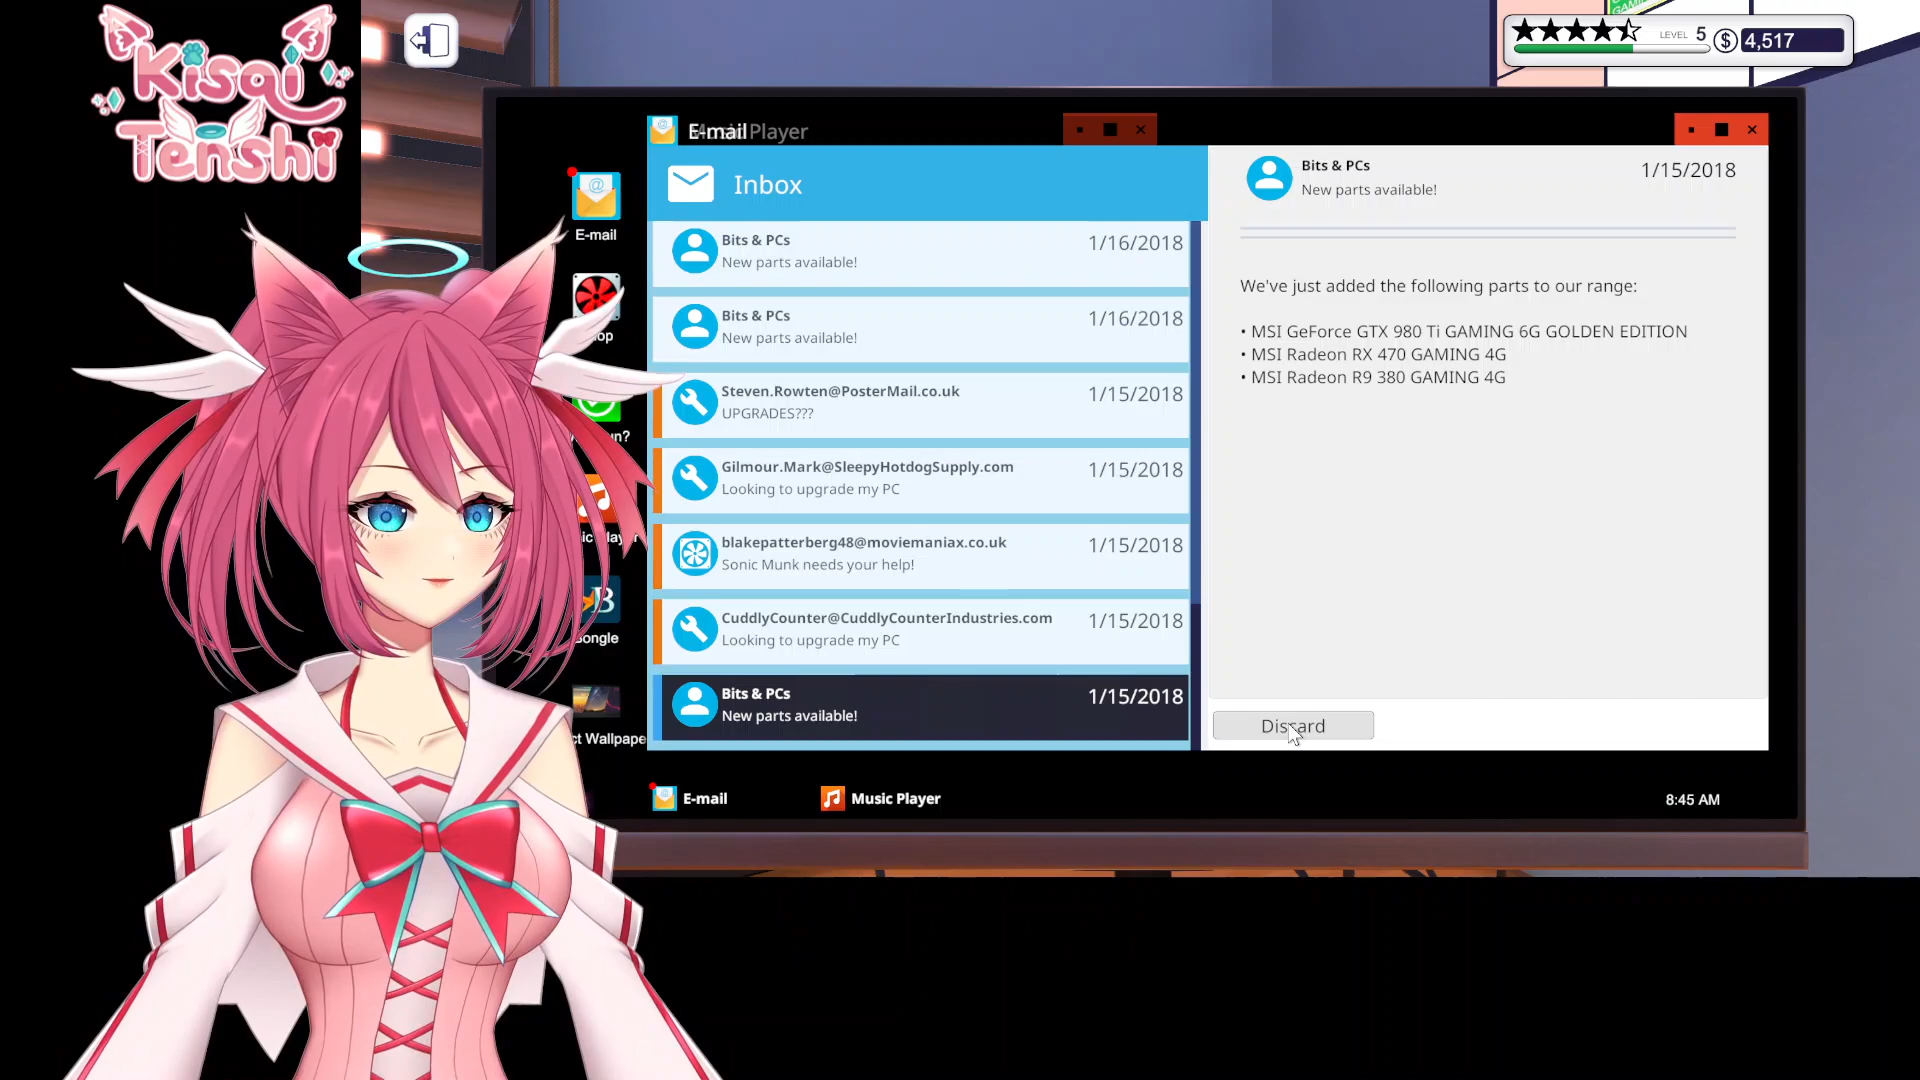 Kisai
Tenshi
LEVEL 5 $ 4,517
E-mail
Inbox
Bits & PCs 1/16/2018
New parts available!
Bits & PCs 1/16/2018
New parts available!
Steven.Rowten@PosterMail.co.uk 1/15/2018
UPGRADES???
Gilmour.Mark@SleepyHotdogSupply.com 1/15/2018
Looking to upgrade my PC
blakepatterberg48@moviemaniax.co.uk 1/15/2018
Sonic Munk needs your help!
CuddlyCounter@CuddlyCounterIndustries.com 1/15/2018
Looking to upgrade my PC
Bits & PCs 1/15/2018
New parts available!
Bits & PCs 1/15/2018
New parts available!
We've just added the following parts to our range:
• MSI GeForce GTX 980 Ti GAMING 6G GOLDEN EDITION
• MSI Radeon RX 470 GAMING 4G
• MSI Radeon R9 380 GAMING 4G
Discard
E-mail
E-mail
Music Player
8:45 AM